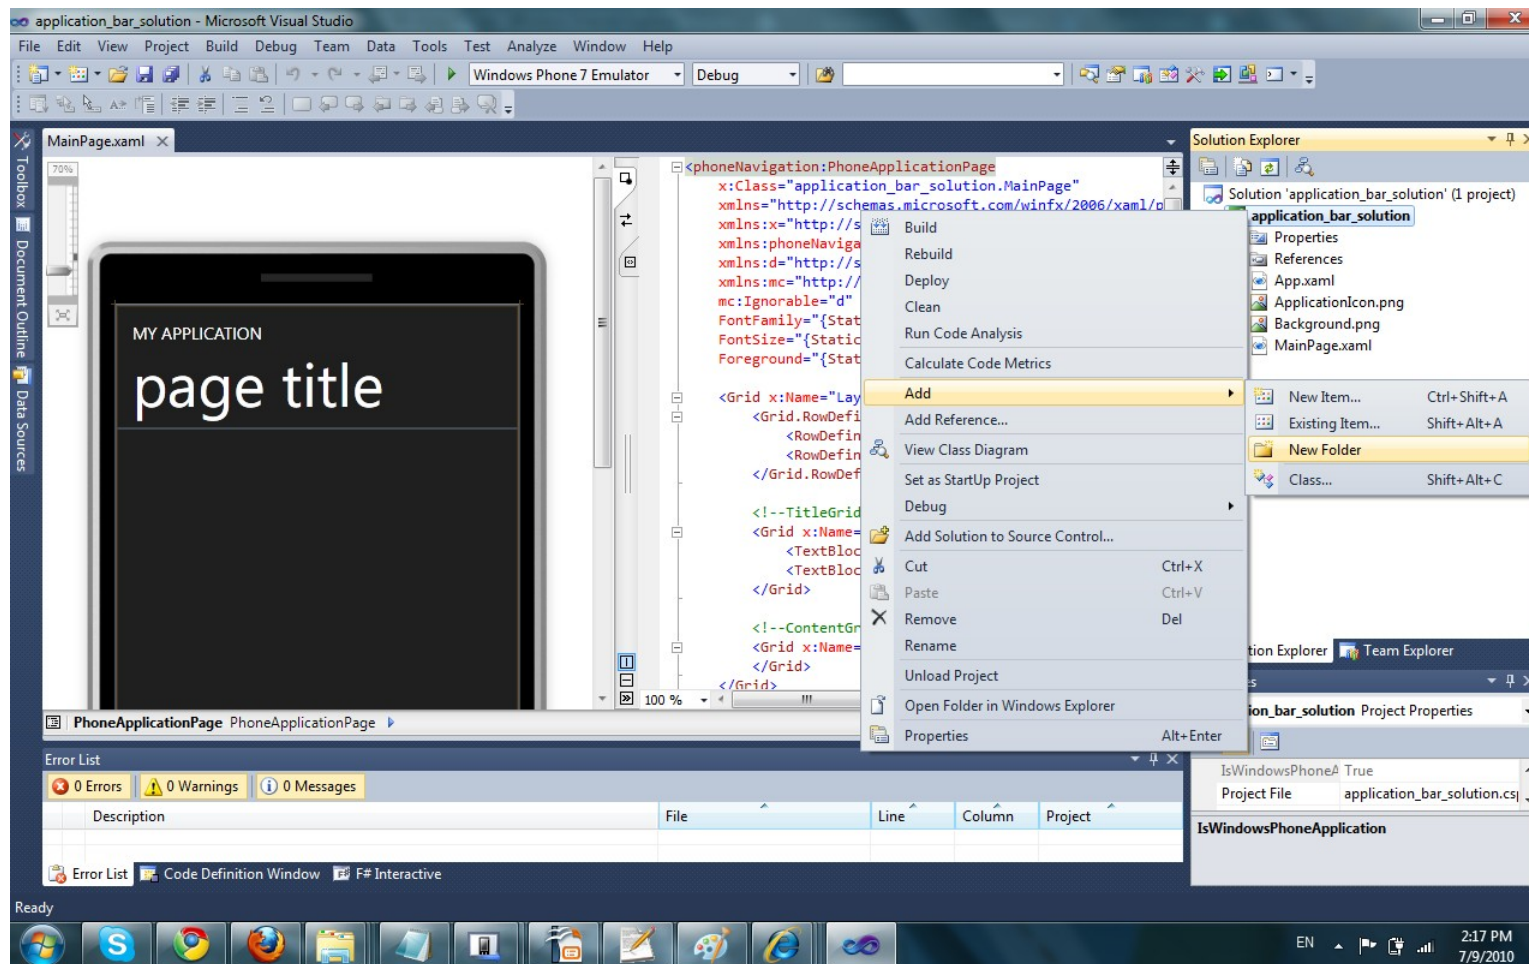 application_bar_solution - Microsoft Visual Studio
File Edit View Project Build Debug Team Data Tools Test Analyze Window Help
Windows Phone 7 Emulator Debug
MainPage.xaml
Toolbox
Document Outline
Data Sources
70%
MY APPLICATION
page title
<phoneNavigation:PhoneApplicationPage
x:Class="application_bar_solution.MainPage"
xmlns="http://schemas.microsoft.com/winfx/2006/xaml/p
xmlns:x="http://s
xmlns:phoneNaviga
xmlns:d="http://s
xmlns:mc="http://
mc:Ignorable="d"
FontFamily="{Stat
FontSize="{Static
Foreground="{Stat
<Grid x:Name="Lay
<Grid.RowDefi
<RowDefin
<RowDefin
</Grid.RowDef
<!--TitleGrid
<Grid x:Name=
<TextBloc
<TextBloc
</Grid>
<!--ContentGr
<Grid x:Name=
</Grid>
</Grid>
100 %
PhoneApplicationPage PhoneApplicationPage
Build
Rebuild
Deploy
Clean
Run Code Analysis
Calculate Code Metrics
Add
Add Reference...
View Class Diagram
Set as StartUp Project
Debug
Add Solution to Source Control...
Cut Ctrl+X
Paste Ctrl+V
Remove Del
Rename
Unload Project
Open Folder in Windows Explorer
Properties Alt+Enter
New Item... Ctrl+Shift+A
Existing Item... Shift+Alt+A
New Folder
Class... Shift+Alt+C
Solution Explorer
Solution 'application_bar_solution' (1 project)
application_bar_solution
Properties
References
App.xaml
ApplicationIcon.png
Background.png
MainPage.xaml
tion Explorer Team Explorer
es
ion_bar_solution Project Properties
IsWindowsPhoneA True
Project File application_bar_solution.csp
IsWindowsPhoneApplication
Error List
0 Errors 0 Warnings 0 Messages
Description File Line Column Project
Error List Code Definition Window F# Interactive
Ready
EN 2:17 PM
7/9/2010